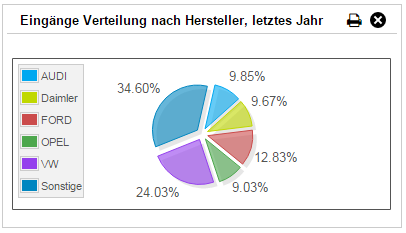 Eingänge Verteilung nach Hersteller, letztes Jahr
AUDI
Daimler
FORD
OPEL
VW
Sonstige
9.85%
9.67%
12.83%
9.03%
24.03%
34.60%